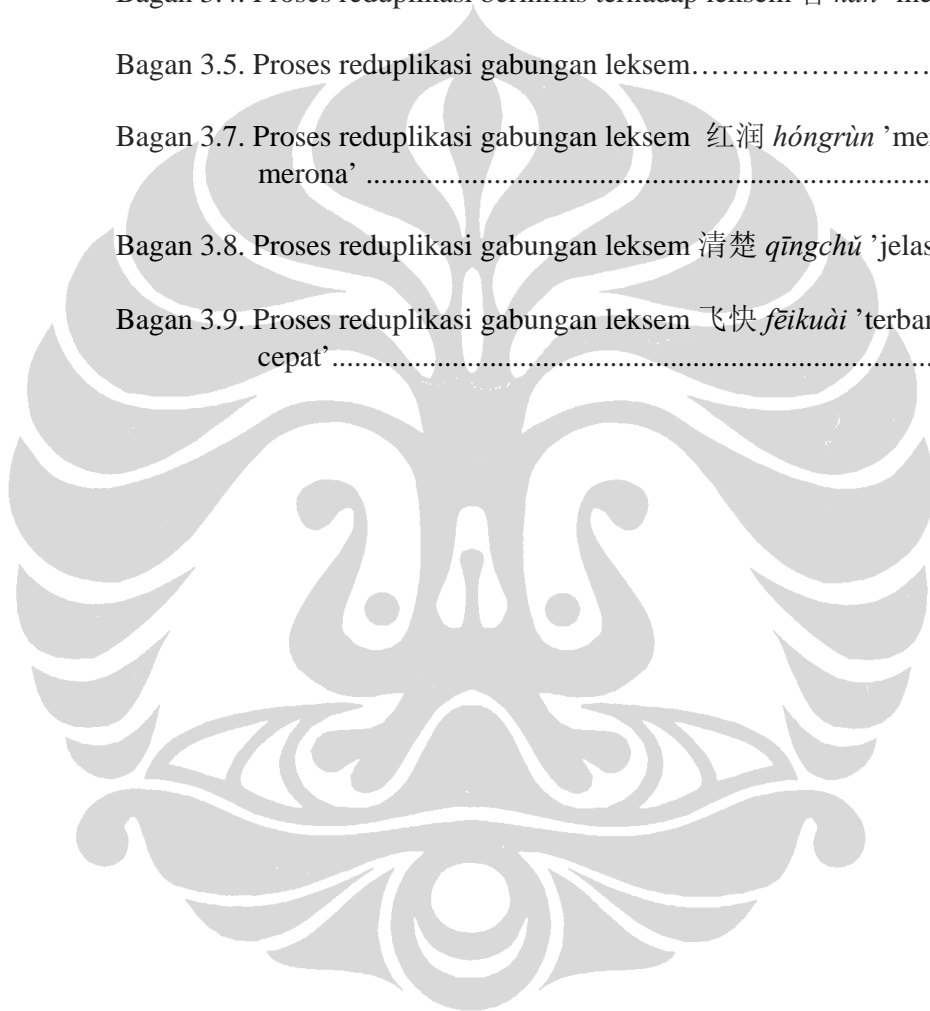 Bagan 3.5. Proses reduplikasi gabungan leksem……………………
Bagan 3.7. Proses reduplikasi gabungan leksem 红润 hóngrùn ’me
merona’ ..............................................................................
Bagan 3.8. Proses reduplikasi gabungan leksem 清楚 qīngchǔ ’jelas
Bagan 3.9. Proses reduplikasi gabungan leksem 飞快 fēikuài ’terba
cepat’..................................................................................